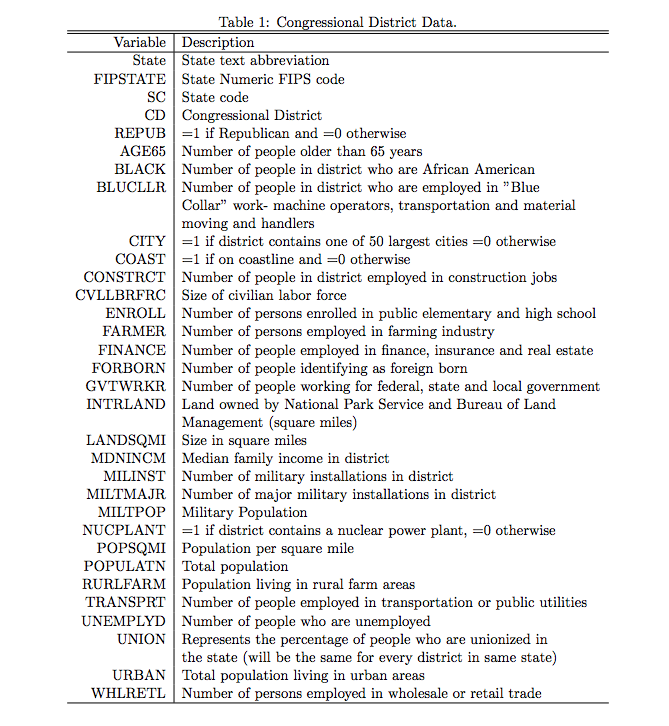 Table 1: Congressional District Data.
Variable Description
State State text abbreviation
FIPSTATE State Numeric FIPS code
SC State code
CD Congressional District
REPUB =1 if Republican and =0 otherwise
AGE65 Number of people older than 65 years
BLACK Number of people in district who are African American
BLUCLLR Number of people in district who are employed in "Blue
Collar" work- machine operators, transportation and material
moving and handlers
CITY =1 if district contains one of 50 largest cities =0 otherwise
COAST =1 if on coastline and =0 otherwise
CONSTRCT Number of people in district employed in construction jobs
CVLLBRFRC Size of civilian labor force
ENROLL Number of persons enrolled in public elementary and high school
FARMER Number of persons employed in farming industry
FINANCE Number of people employed in finance, insurance and real estate
FORBORN Number of people identifying as foreign born
GVTWRKR Number of people working for federal, state and local government
INTRLAND Land owned by National Park Service and Bureau of Land
Management (square miles)
LANDSQMI Size in square miles
MDNINCM Median family income in district
MILINST Number of military installations in district
MILTMAJR Number of major military installations in district
MILTPOP Military Population
NUCPLANT =1 if district contains a nuclear power plant, =0 otherwise
POPSQMI Population per square mile
POPULATN Total population
RURLFARM Population living in rural farm areas
TRANSPRT Number of people employed in transportation or public utilities
UNEMPLYD Number of people who are unemployed
UNION Represents the percentage of people who are unionized in
the state (will be the same for every district in same state)
URBAN Total population living in urban areas
WHLRETL Number of persons employed in wholesale or retail trade